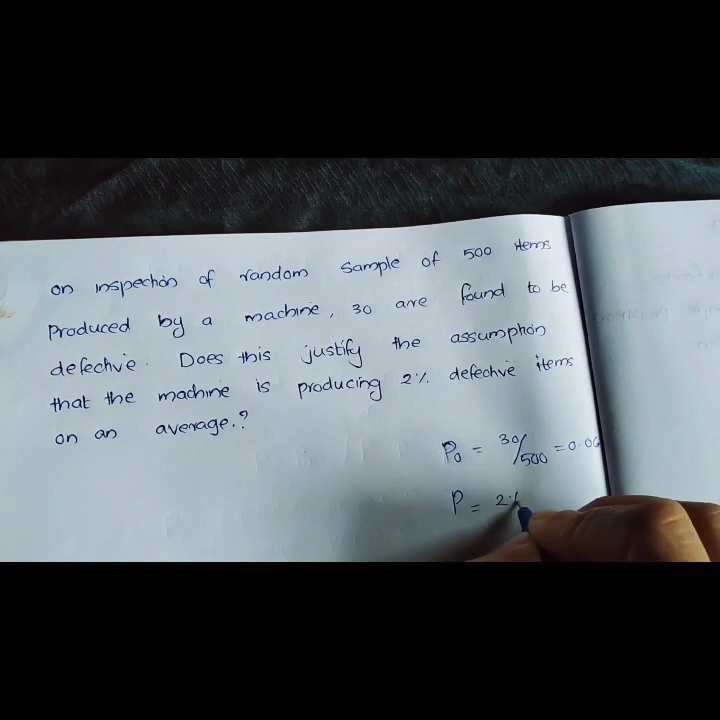 on inspection of random sample of 500 items
produced by a machine, 30 are found to be
defective. Does this justify the assumption
that the machine is producing 2% defective items
on an average.?
P₀ = 30/500 = 0.06
P = 2%